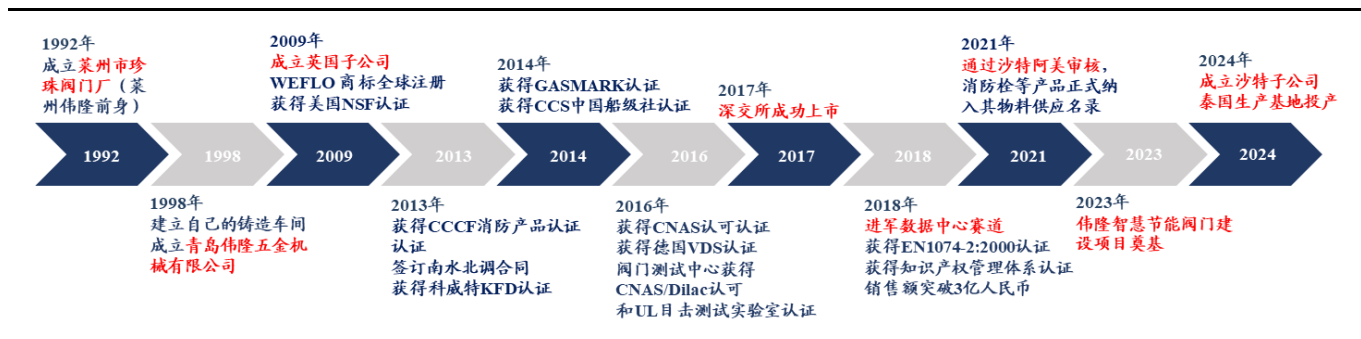 1992年
成立莱州市珍
珠阀门厂（莱
州伟隆前身）
2009年
成立英国子公司
WEFLO 商标全球注册
获得美国NSF认证
2014年
获得GASMARK认证
获得CCS中国船级社认证
2017年
深交所成功上市
2021年
通过沙特阿美审核，
消防栓等产品正式纳
入其物料供应名录
2024年
成立沙特子公司
泰国生产基地投产
1992
1998
2009
2013
2014
2016
2017
2018
2021
2023
2024
1998年
建立自己的铸造车间
成立青岛伟隆五金机
械有限公司
2013年
获得CCCF消防产品认证
认证
签订南水北调合同
获得科威特KFD认证
2016年
获得CNAS认可认证
获得德国VDS认证
阀门测试中心获得
CNAS/Dilac认可
和UL目击测试实验室认证
2018年
进军数据中心赛道
获得EN1074-2:2000认证
获得知识产权管理体系认证
销售额突破3亿人民币
2023年
伟隆智慧节能阀门建
设项目奠基